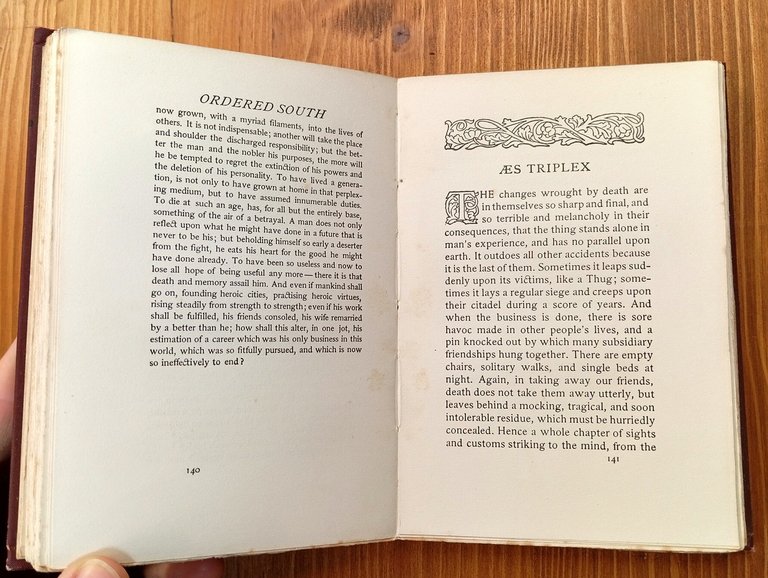 ORDERED SOUTH
now grown, with a myriad filaments, into the lives of
others. It is not indispensable; another will take the place
and shoulder the discharged responsibility; but the bet-
ter the man and the nobler his purposes, the more will
he be tempted to regret the extinction of his powers and
the deletion of his personality. To have lived a genera-
tion, is not only to have grown at home in that perplex-
ing medium, but to have assumed innumerable duties.
To die at such an age, has, for all but the entirely base,
something of the air of a betrayal. A man does not only
reflect upon what he might have done in a future that is
never to be his; but beholding himself so early a deserter
from the fight, he eats his heart for the good he might
have done already. To have been so useless and now to
lose all hope of being useful any more—there it is that
death and memory assail him. And even if mankind shall
go on, founding heroic cities, practising heroic virtues,
rising steadily from strength to strength; even if his work
shall be fulfilled, his friends consoled, his wife remarried
by a better than he; how shall this alter, in one jot, his
estimation of a career which was his only business in this
world, which was so fitfully pursued, and which is now
so ineffectively to end?
140
ÆS TRIPLEX
THE changes wrought by death are
in themselves so sharp and final, and
so terrible and melancholy in their
consequences, that the thing stands alone in
man's experience, and has no parallel upon
earth. It outdoes all other accidents because
it is the last of them. Sometimes it leaps sud-
denly upon its victims, like a Thug; some-
times it lays a regular siege and creeps upon
their citadel during a score of years. And
when the business is done, there is sore
havoc made in other people's lives, and a
pin knocked out by which many subsidiary
friendships hung together. There are empty
chairs, solitary walks, and single beds at
night. Again, in taking away our friends,
death does not take them away utterly, but
leaves behind a mocking, tragical, and soon
intolerable residue, which must be hurriedly
concealed. Hence a whole chapter of sights
and customs striking to the mind, from the
141